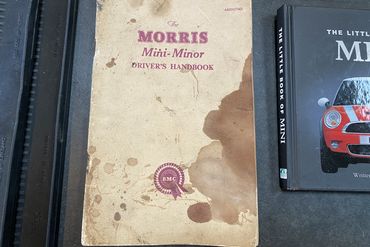 The
MORRIS
Mini-Minor
DRIVER'S HANDBOOK
BMC
THE LITTLE BOOK OF MINI
THE LITTLE
MI